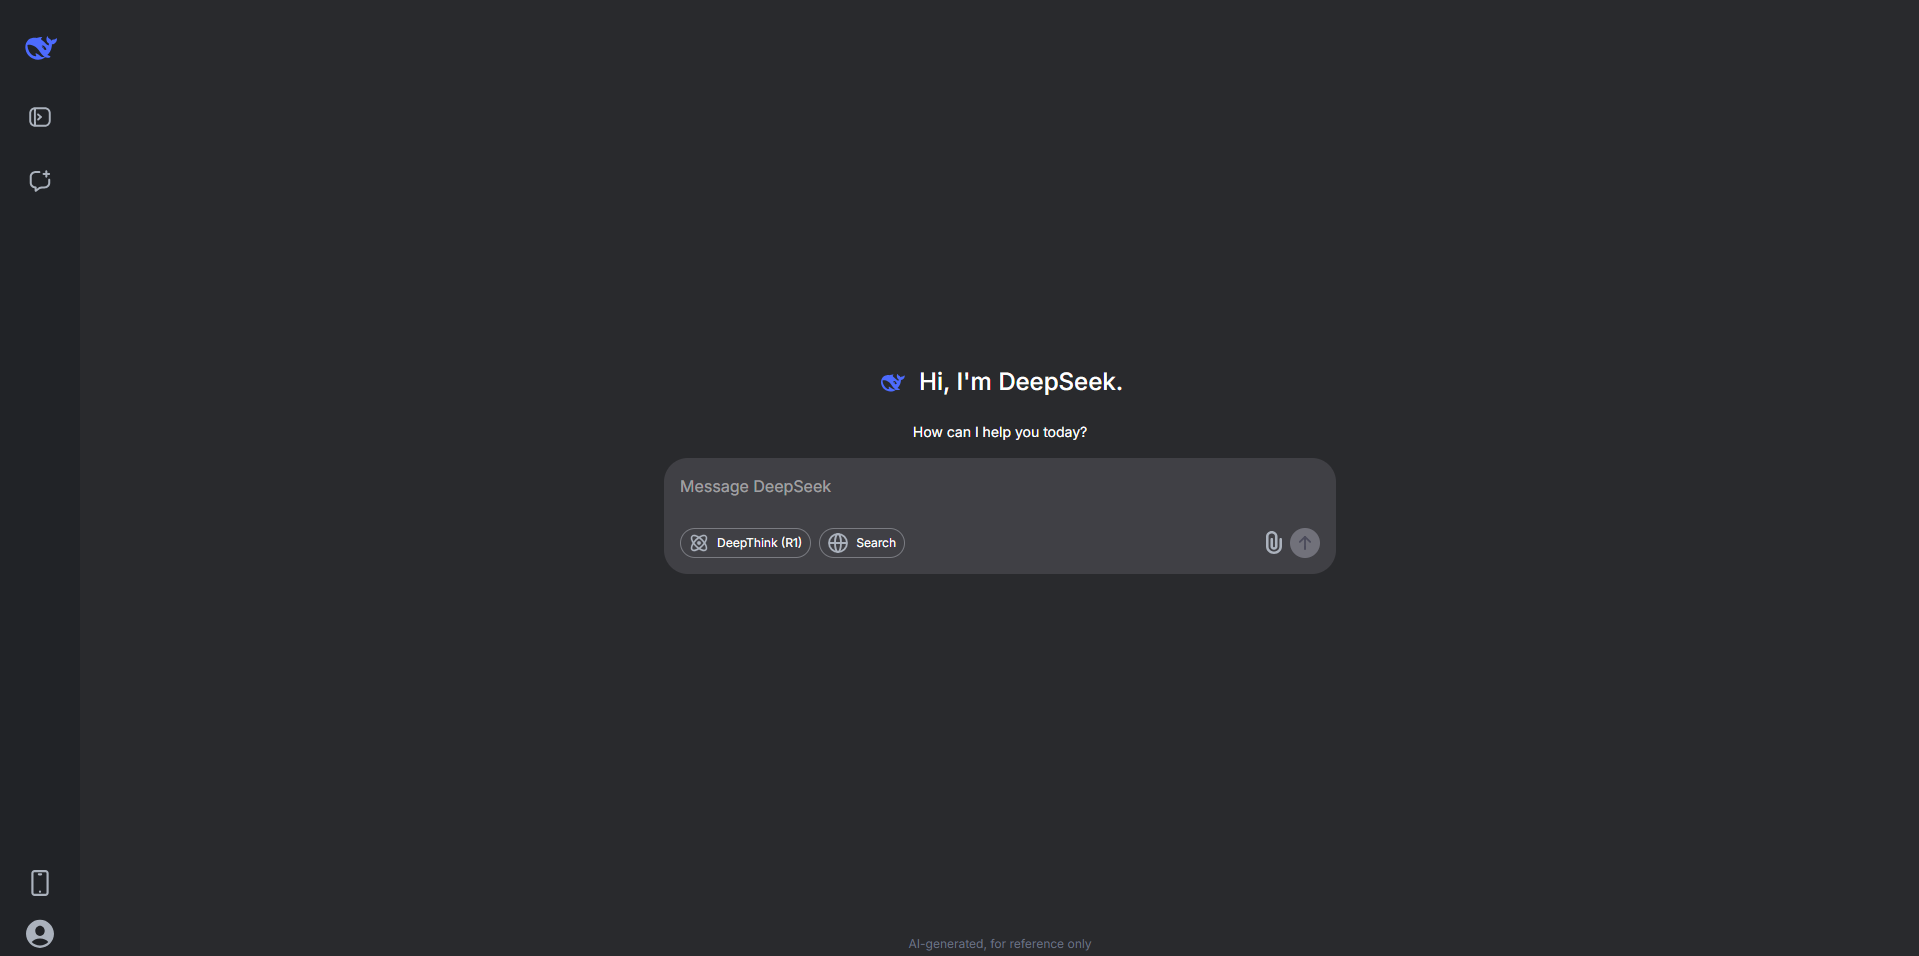 Hi, I'm DeepSeek.
How can I help you today?
Message DeepSeek
DeepThink (R1) Search
AI-generated, for reference only